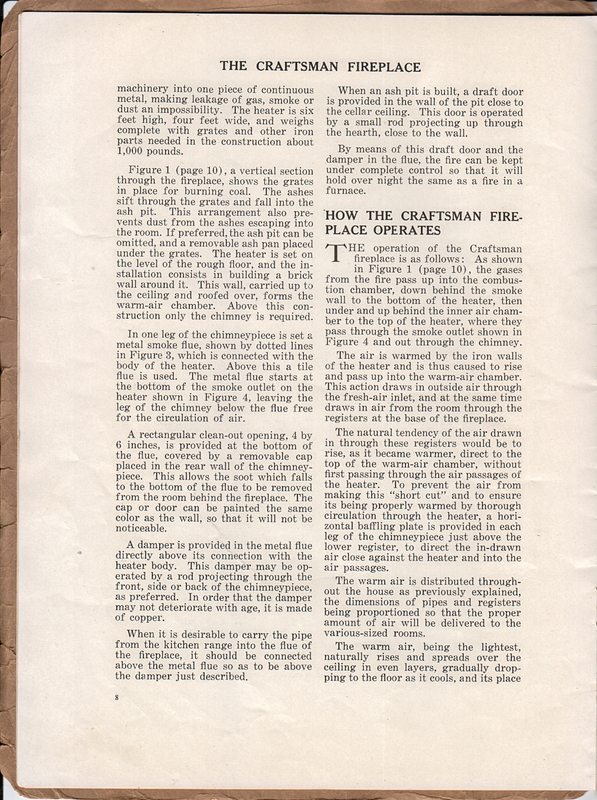 THE CRAFTSMAN FIREPLACE
machinery into one piece of continuous
metal, making leakage of gas, smoke or
dust an impossibility. The heater is six
feet high, four feet wide, and weighs
complete with grates and other iron
parts needed in the construction about
1,000 pounds.
Figure 1 (page 10), a vertical section
through the fireplace, shows the grates
in place for burning coal. The ashes
sift through the grates and fall into the
ash pit. This arrangement also pre-
vents dust from the ashes escaping into
the room. If preferred, the ash pit can be
omitted, and a removable ash pan placed
under the grates. The heater is set on
the level of the rough floor, and the in-
stallation consists in building a brick
wall around it. This wall, carried up to
the ceiling and roofed over, forms the
warm-air chamber. Above this con-
struction only the chimney is required.
In one leg of the chimneypiece is set a
metal smoke flue, shown by dotted lines
in Figure 3, which is connected with the
body of the heater. Above this a tile
flue is used. The metal flue starts at
the bottom of the smoke outlet on the
heater shown in Figure 4, leaving the
leg of the chimney below the flue free
for the circulation of air.
A rectangular clean-out opening, 4 by
6 inches, is provided at the bottom of
the flue, covered by a removable cap
placed in the rear wall of the chimney-
piece. This allows the soot which falls
to the bottom of the flue to be removed
from the room behind the fireplace. The
cap or door can be painted the same
color as the wall, so that it will not be
noticeable.
A damper is provided in the metal flue
directly above its connection with the
heater body. This damper may be op-
erated by a rod projecting through the
front, side or back of the chimneypiece,
as preferred. In order that the damper
may not deteriorate with age, it is made
of copper.
When it is desirable to carry the pipe
from the kitchen range into the flue of
the fireplace, it should be connected
above the metal flue so as to be above
the damper just described.
8
When an ash pit is built, a draft door
is provided in the wall of the pit close to
the cellar ceiling. This door is operated
by a small rod projecting up through
the hearth, close to the wall.
By means of this draft door and the
damper in the flue, the fire can be kept
under complete control so that it will
hold over night the same as a fire in a
furnace.
HOW THE CRAFTSMAN FIRE-
PLACE OPERATES
THE operation of the Craftsman
fireplace is as follows: As shown
in Figure 1 (page 10), the gases
from the fire pass up into the combus-
tion chamber, down behind the smoke
wall to the bottom of the heater, then
under and up behind the inner air cham-
ber to the top of the heater, where they
pass through the smoke outlet shown in
Figure 4 and out through the chimney.
The air is warmed by the iron walls
of the heater and is thus caused to rise
and pass up into the warm-air chamber.
This action draws in outside air through
the fresh-air inlet, and at the same time
draws in air from the room through the
registers at the base of the fireplace.
The natural tendency of the air drawn
in through these registers would be to
rise, as it became warmer, direct to the
top of the warm-air chamber, without
first passing through the air passages of
the heater. To prevent the air from
making this "short cut" and to ensure
its being properly warmed by thorough
circulation through the heater, a hori-
zontal baffling plate is provided in each
leg of the chimneypiece just above the
lower register, to direct the in-drawn
air close against the heater and into the
air passages.
The warm air is distributed through-
out the house as previously explained,
the dimensions of pipes and registers
being proportioned so that the proper
amount of air will be delivered to the
various-sized rooms.
The warm air, being the lightest,
naturally rises and spreads over the
ceiling in even layers, gradually drop-
ping to the floor as it cools, and its place